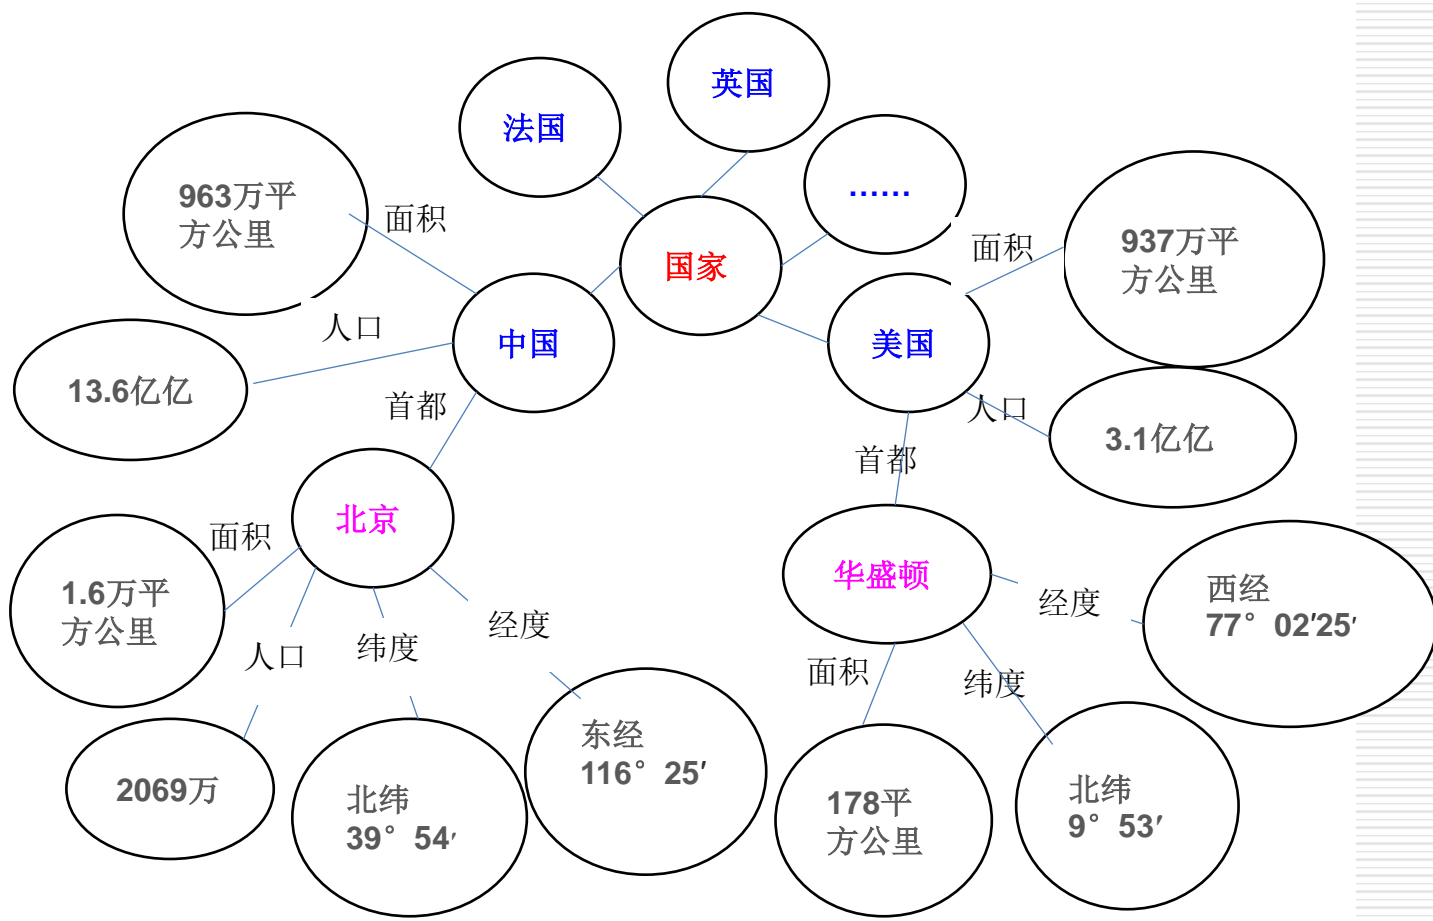 英国
法国
……
963万平
方公里
面积
国家
面积
937万平
方公里
人口
中国
美国
13.6亿亿
首都
人口
3.1亿亿
首都
北京
面积
华盛顿
1.6万平
方公里
经度
经度
西经
77° 02′25′
人口
纬度
面积
纬度
东经
116° 25′
2069万
北纬
39° 54′
178平
方公里
北纬
9° 53′